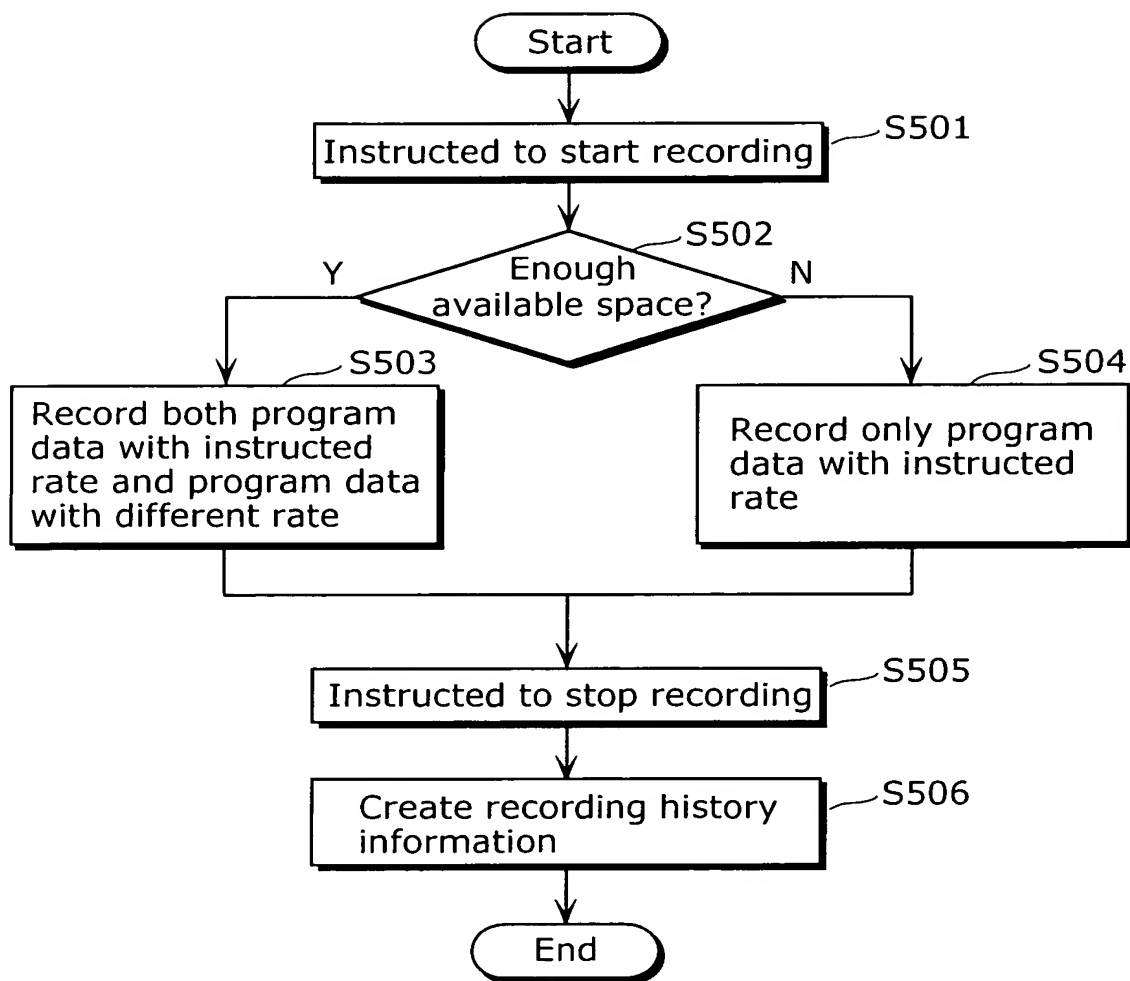 Start
S501
Instructed to start recording
S502
Y
Enough
available space?
N
S503
Record both program
data with instructed
rate and program data
with different rate
S504
Record only program
data with instructed
rate
S505
Instructed to stop recording
S506
Create recording history
information
End